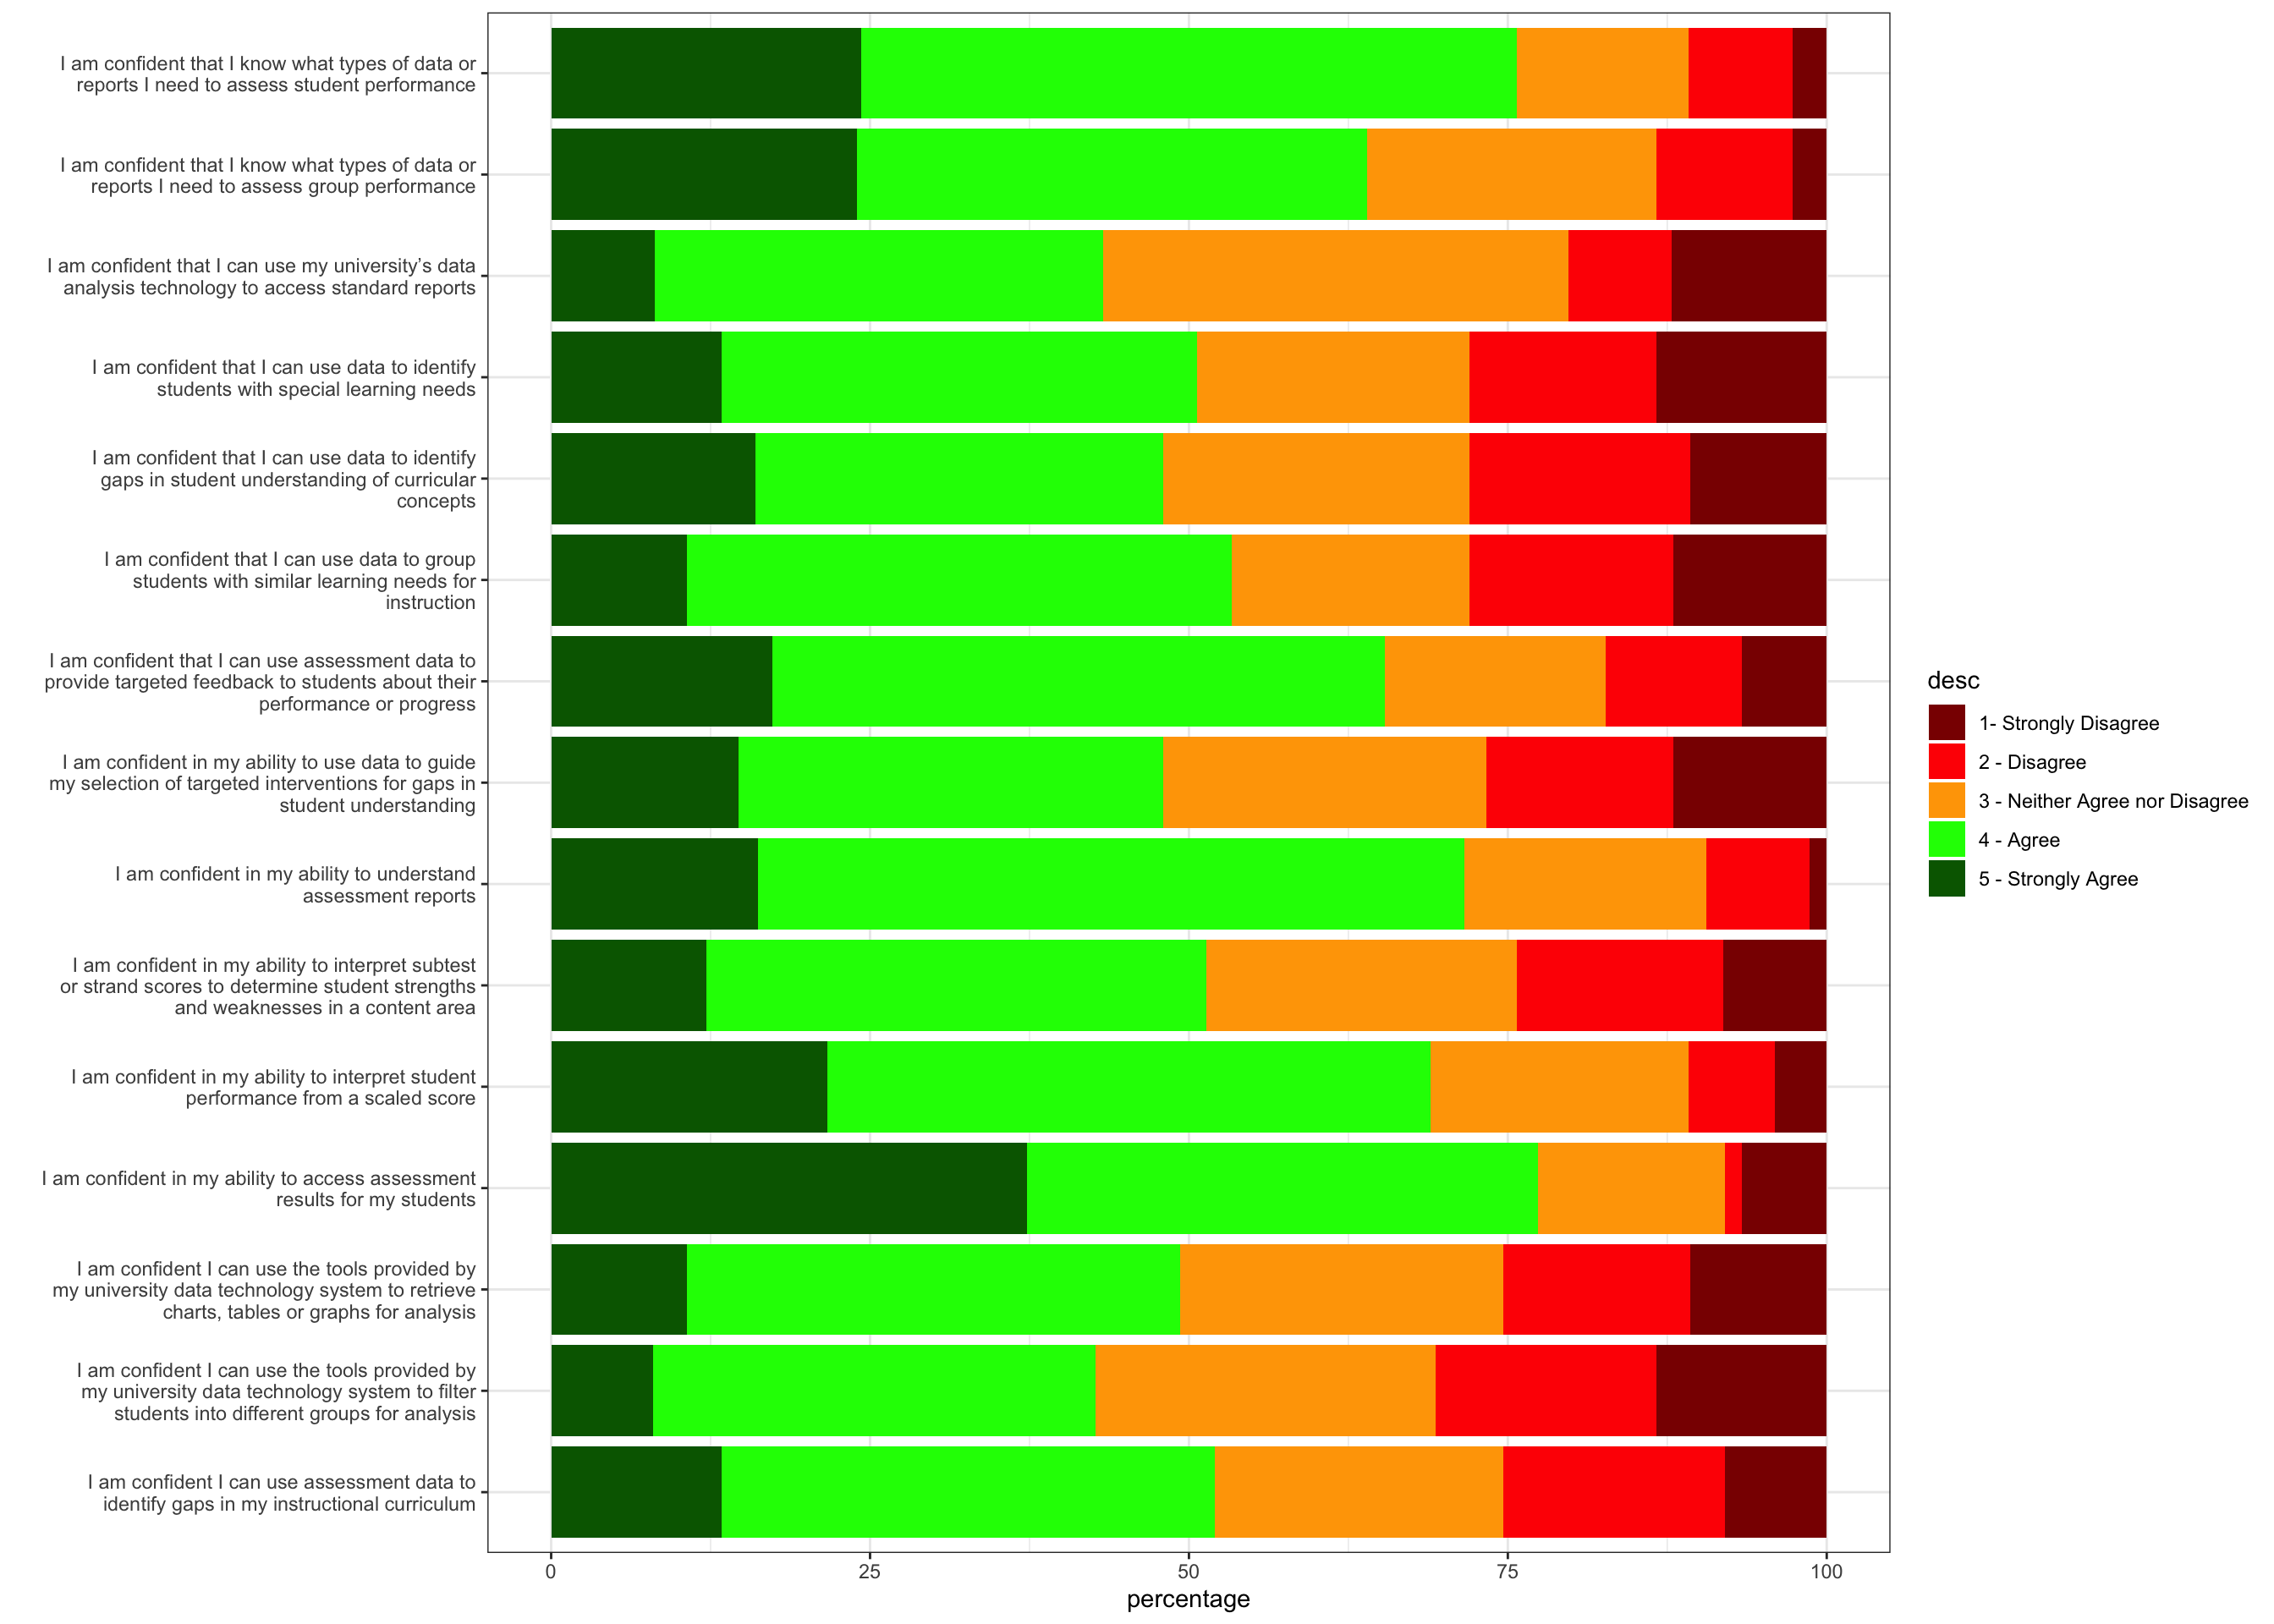 I am confident that I know what types of data or
reports I need to assess student performance
I am confident that I know what types of data or
reports I need to assess group performance
I am confident that I can use my university’s data
analysis technology to access standard reports
I am confident that I can use data to identify
students with special learning needs
I am confident that I can use data to identify
gaps in student understanding of curricular
concepts
I am confident that I can use data to group
students with similar learning needs for
instruction
I am confident that I can use assessment data to
provide targeted feedback to students about their
performance or progress
I am confident in my ability to use data to guide
my selection of targeted interventions for gaps in
student understanding
I am confident in my ability to understand
assessment reports
I am confident in my ability to interpret subtest
or strand scores to determine student strengths
and weaknesses in a content area
I am confident in my ability to interpret student
performance from a scaled score
I am confident in my ability to access assessment
results for my students
I am confident I can use the tools provided by
my university data technology system to retrieve
charts, tables or graphs for analysis
I am confident I can use the tools provided by
my university data technology system to filter
students into different groups for analysis
I am confident I can use assessment data to
identify gaps in my instructional curriculum
0 25 50 75 100
percentage
desc
1- Strongly Disagree
2 - Disagree
3 - Neither Agree nor Disagree
4 - Agree
5 - Strongly Agree